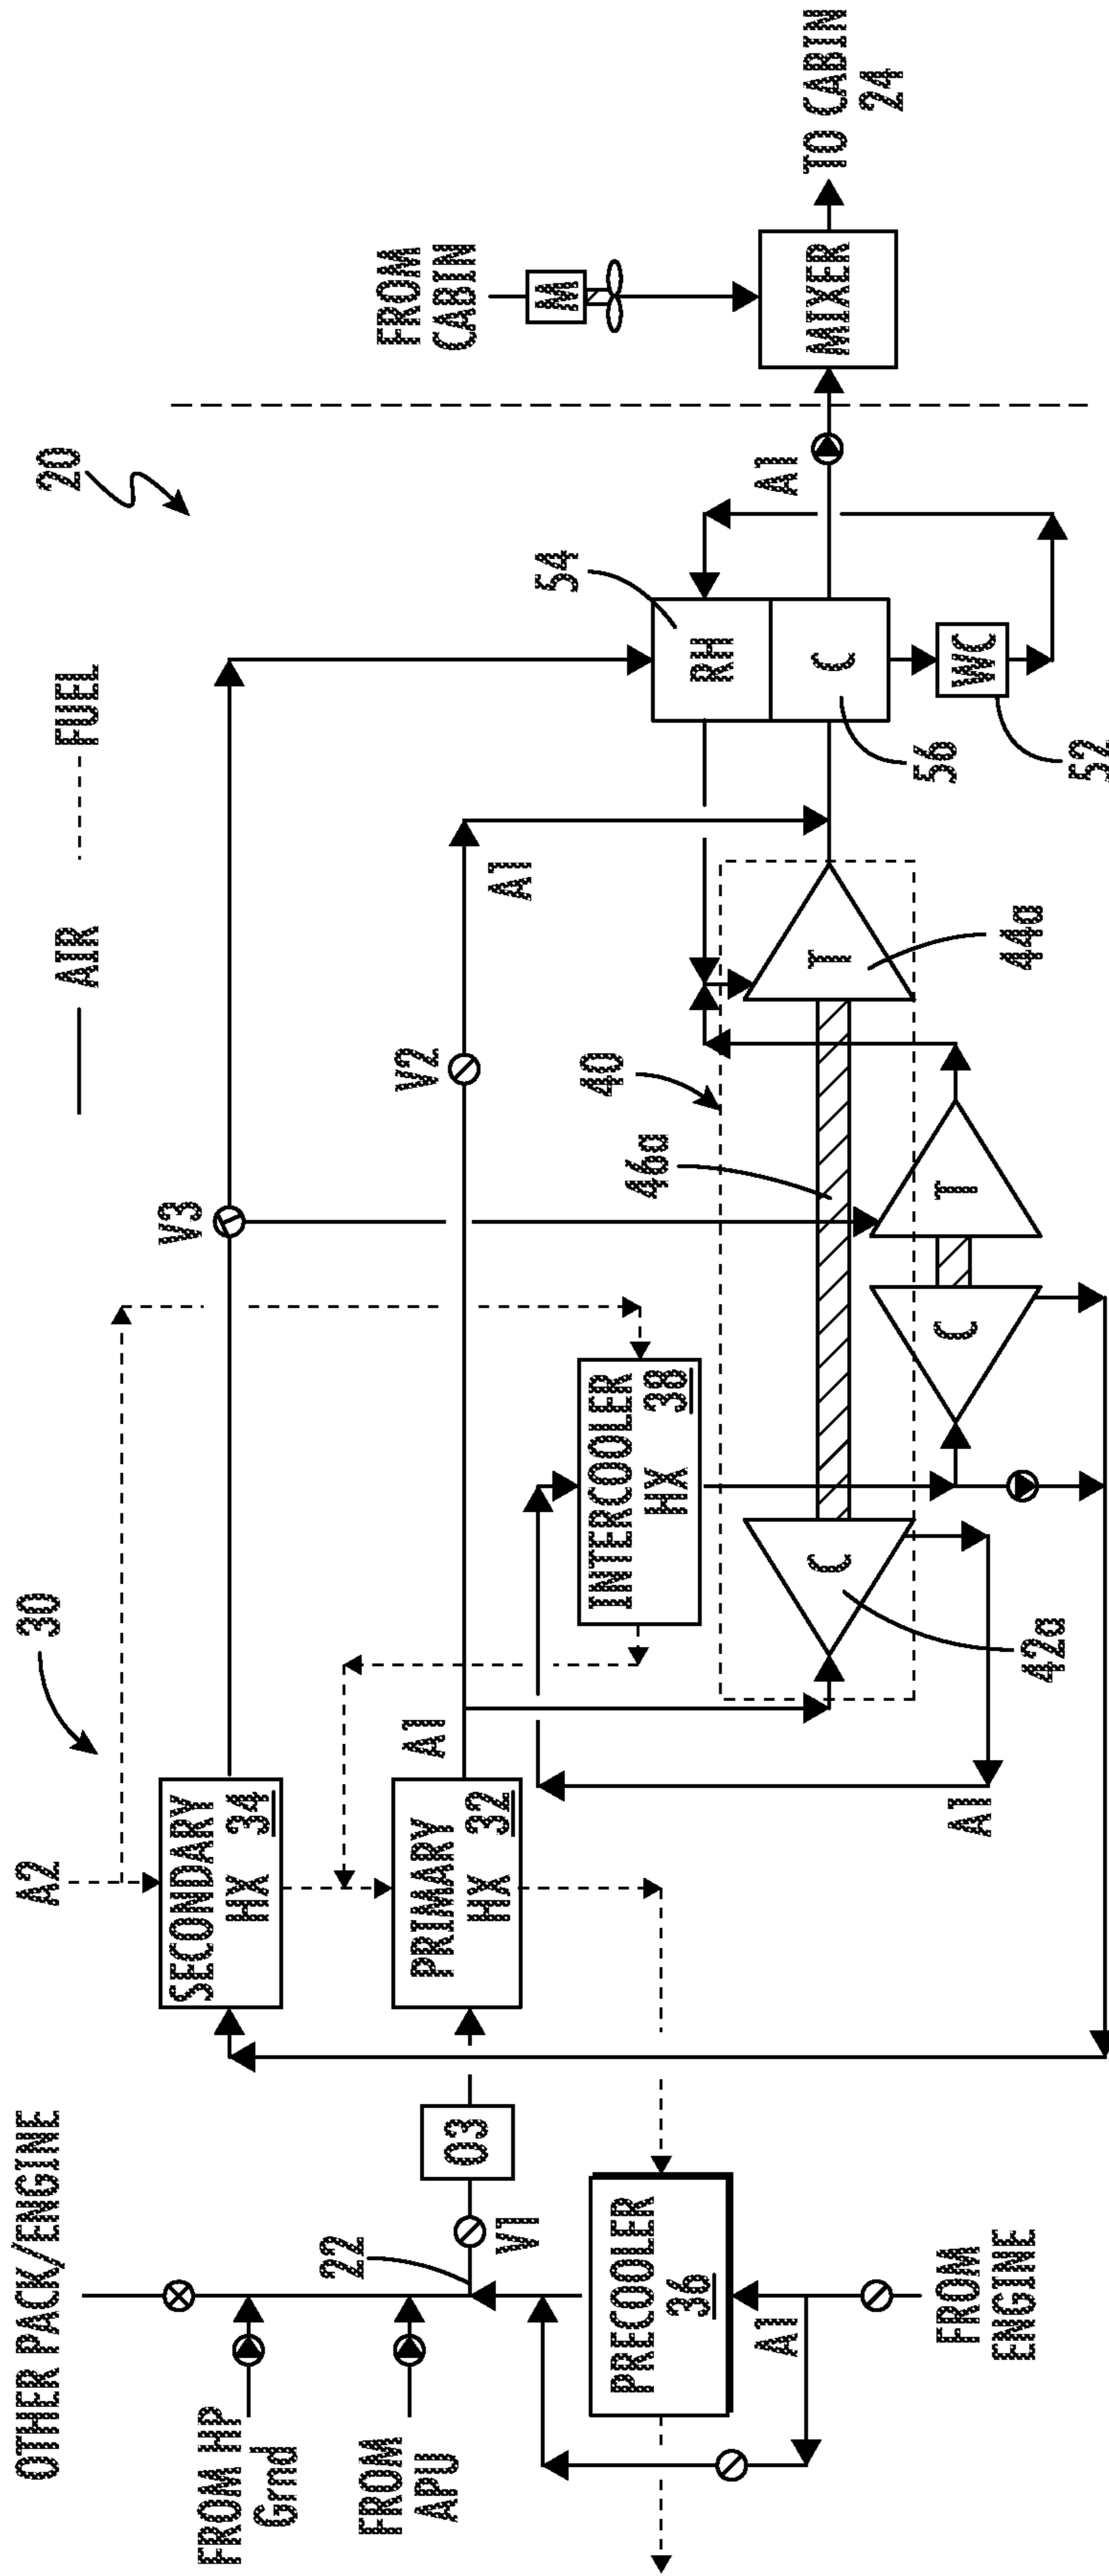 20
AIR
FUEL
30
A2
SECONDARY
HX 34
V3
OTHER PACK/ENGINE
FROM HP
Grnd
FROM
APU
22
V1
O3
PRIMARY
HX 32
A1
V2
A1
INTERCOOLER
HX 38
PRECOOLER
36
A1
FROM
ENGINE
A1
C
42a
46a
40
C
T
T
44a
RH
54
C
56
WC
52
A1
FROM
CABIN
M
MIXER
TO CABIN
24